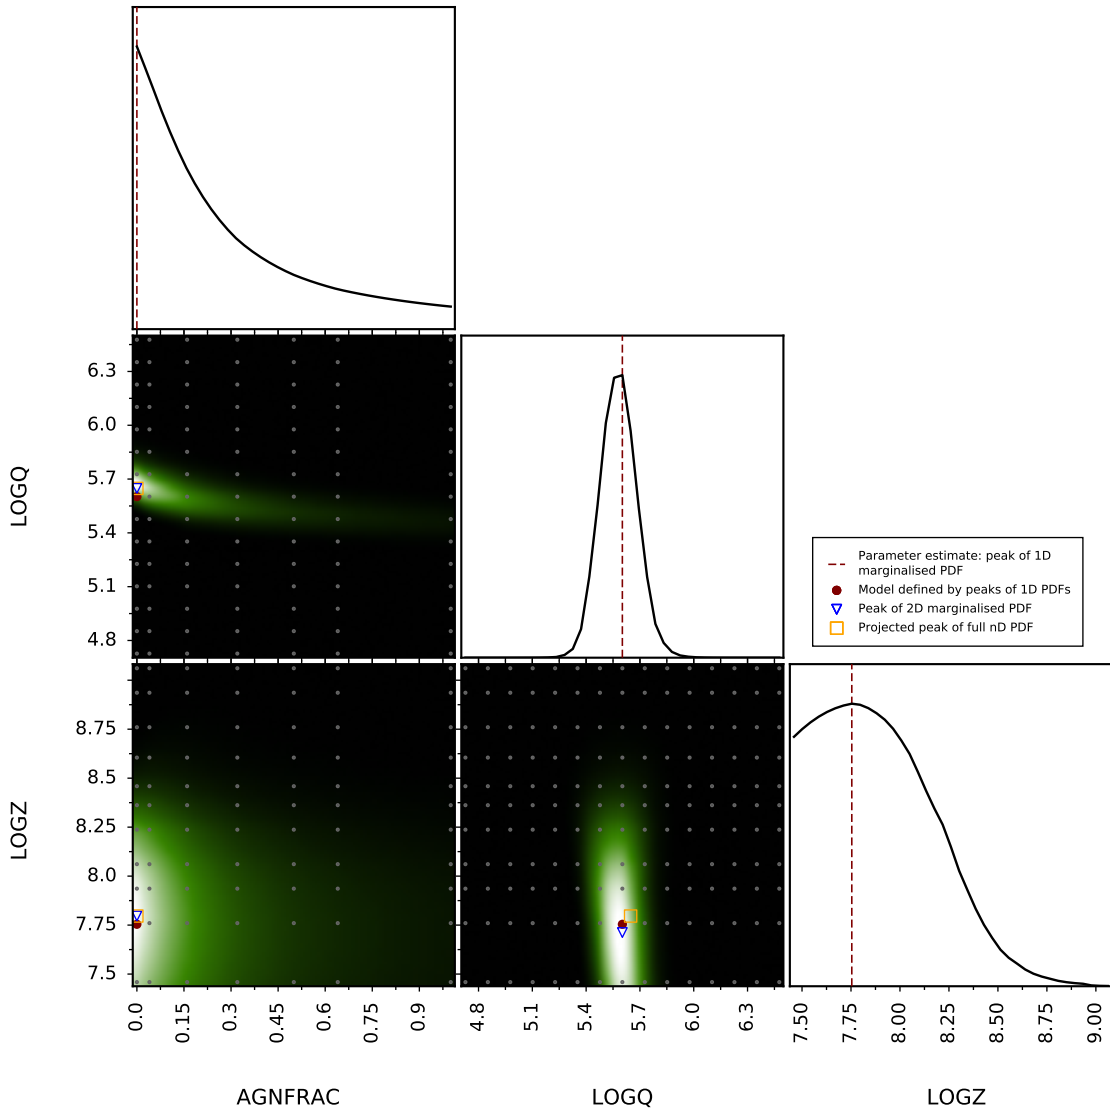 6.3
6.0
5.7
5.4
5.1
4.8
LOGQ
Parameter estimate: peak of 1D
marginalised PDF
Model defined by peaks of 1D PDFs
Peak of 2D marginalised PDF
Projected peak of full nD PDF
8.75
8.5
8.25
8.0
7.75
7.5
LOGZ
0.0 0.15 0.3 0.45 0.6 0.75 0.9
4.8 5.1 5.4 5.7 6.0 6.3
7.50 7.75 8.00 8.25 8.50 8.75 9.00
AGNFRAC LOGQ LOGZ